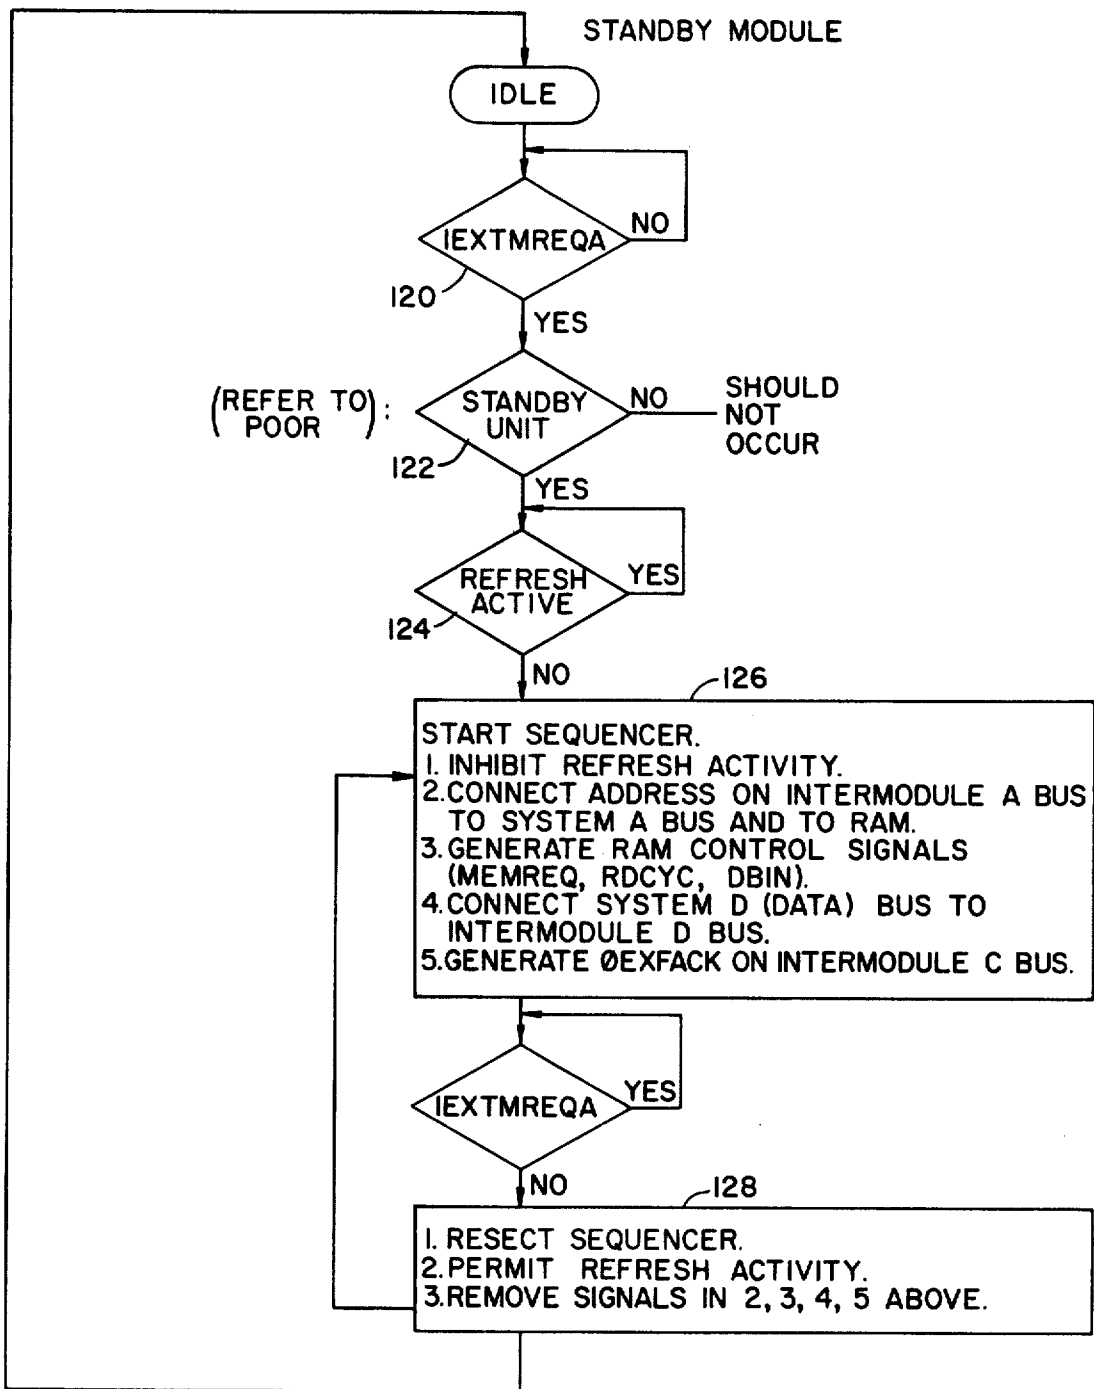 STANDBY MODULE
IDLE
IEXTMREQA
NO
120
YES
(REFER TO
POOR):
STANDBY
UNIT
NO
SHOULD
NOT
OCCUR
122
YES
REFRESH
ACTIVE
YES
124
NO
126
START SEQUENCER.
1. INHIBIT REFRESH ACTIVITY.
2. CONNECT ADDRESS ON INTERMODULE A BUS
TO SYSTEM A BUS AND TO RAM.
3. GENERATE RAM CONTROL SIGNALS
(MEMREQ, RDCYC, DBIN).
4. CONNECT SYSTEM D (DATA) BUS TO
INTERMODULE D BUS.
5. GENERATE ØEXFACK ON INTERMODULE C BUS.
IEXTMREQA
YES
NO
128
1. RESECT SEQUENCER.
2. PERMIT REFRESH ACTIVITY.
3. REMOVE SIGNALS IN 2, 3, 4, 5 ABOVE.